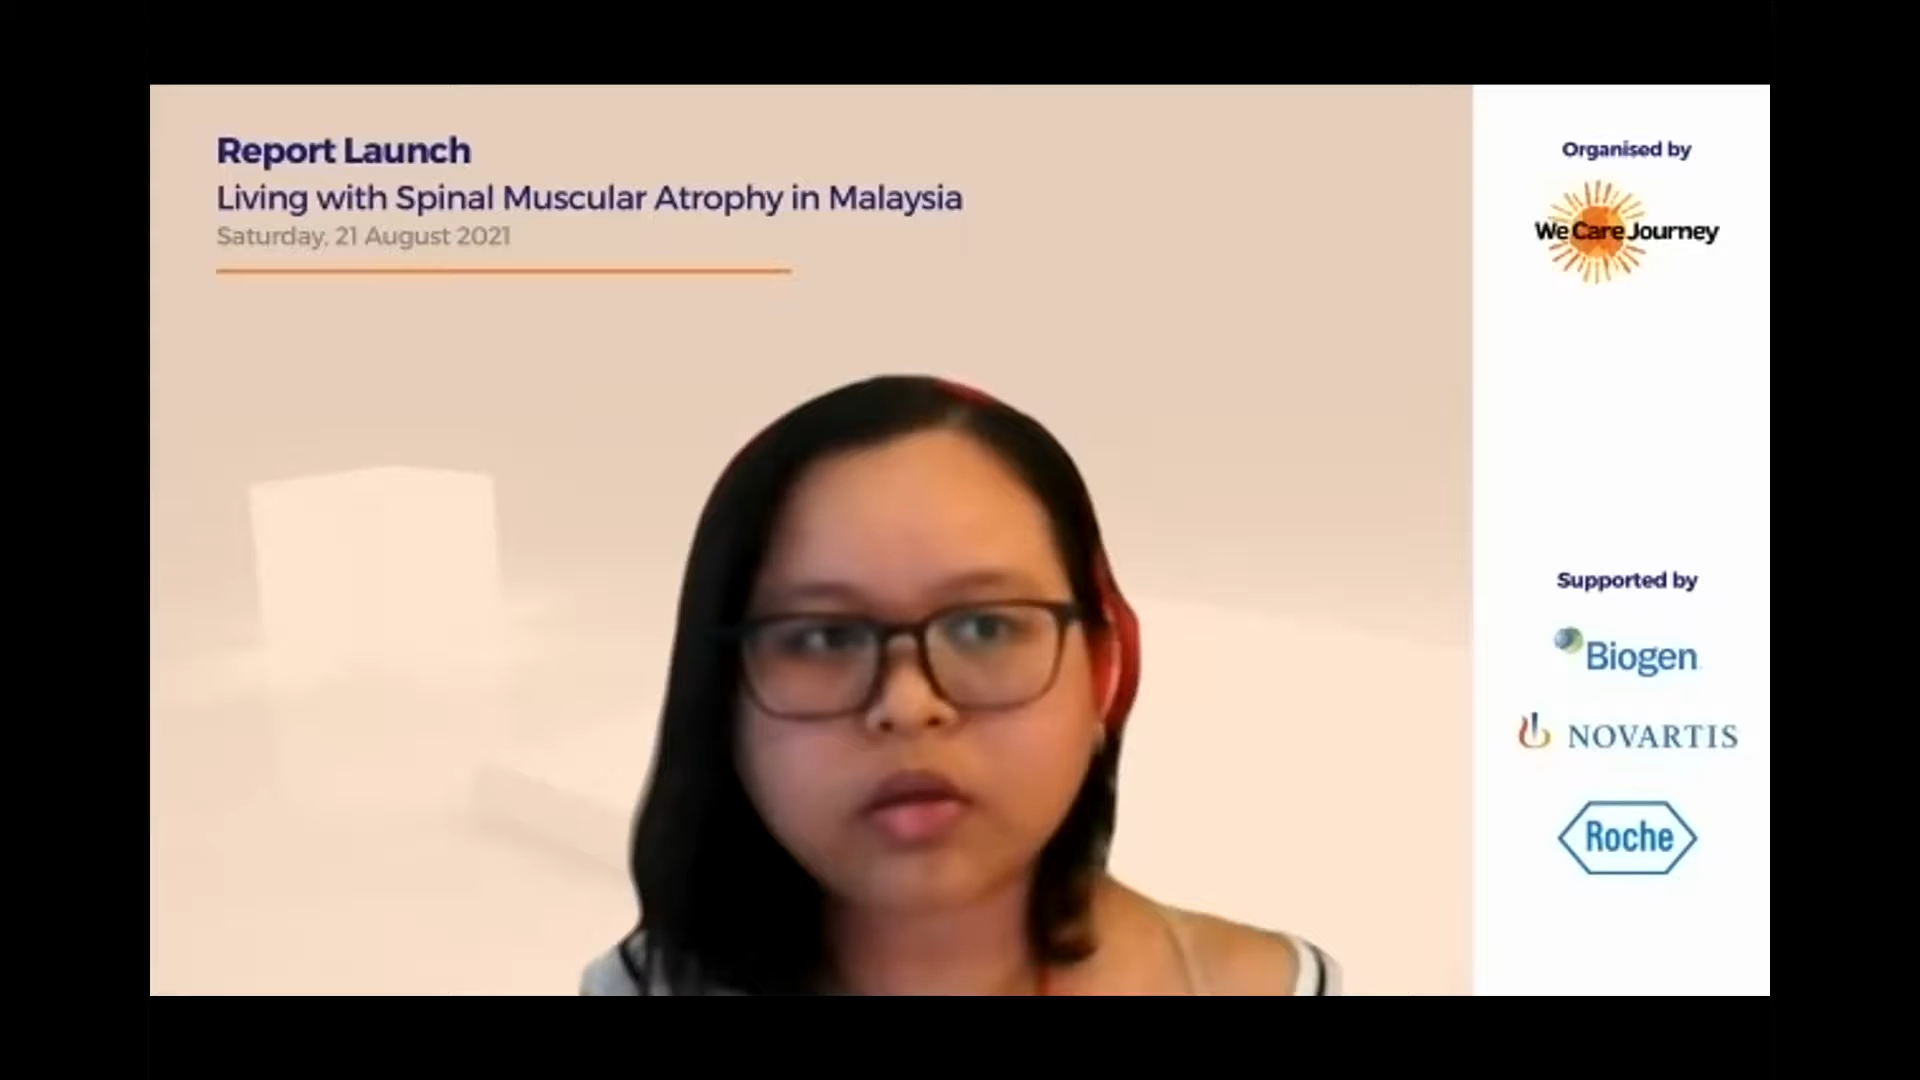 Report Launch
Living with Spinal Muscular Atrophy in Malaysia
Saturday, 21 August 2021
Organised by
We Care Journey
Supported by
Biogen
NOVARTIS
Roche